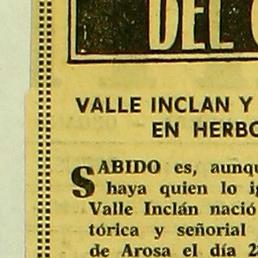 DEL
VALLE INCLAN Y
EN HERBO
SABIDO es, aunqu
haya quien lo i
Valle Inclán nació
tórica y señorial
de Arosa el día 2